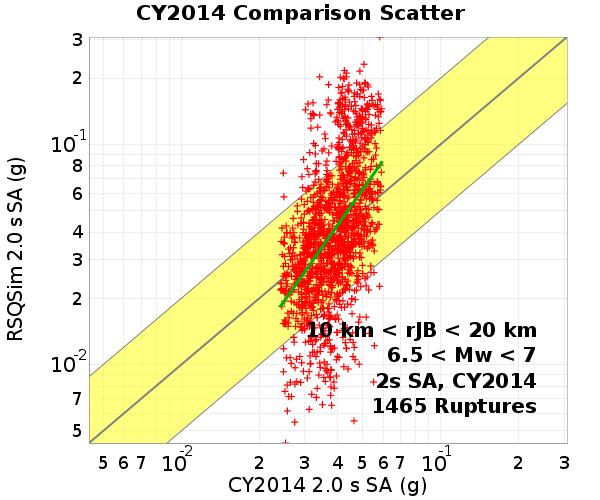 CY2014 Comparison Scatter
RSQSim 2.0 s SA (g)
3
2
10-1
8
6
4
3
2
10-2
7
5
10 km < rJB < 20 km
6.5 < Mw < 7
2s SA, CY2014
1465 Ruptures
5 6 7 10-2 2 3 4 5 6 7 10-1 2 3
CY2014 2.0 s SA (g)